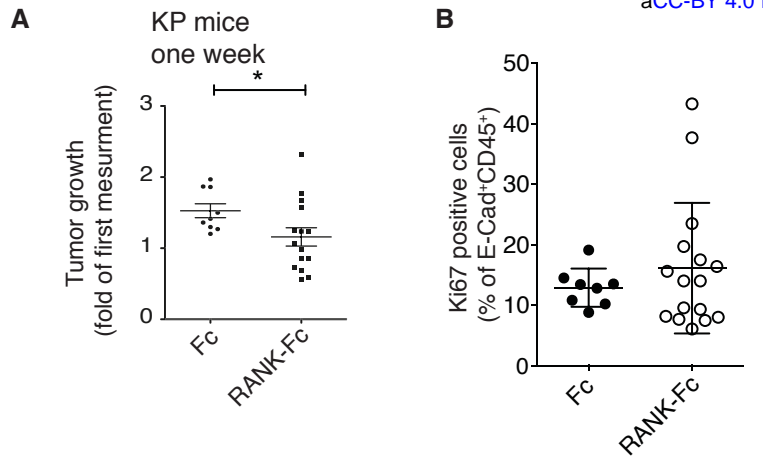 aCC-BY 4.0 I
A
KP mice
one week
*
Tumor growth
(fold of first mesurment)
3
2
1
0
Fc
RANK-Fc
B
Ki67 positive cells
(% of E-Cad⁺CD45⁺)
50
40
30
20
10
0
Fc
RANK-Fc